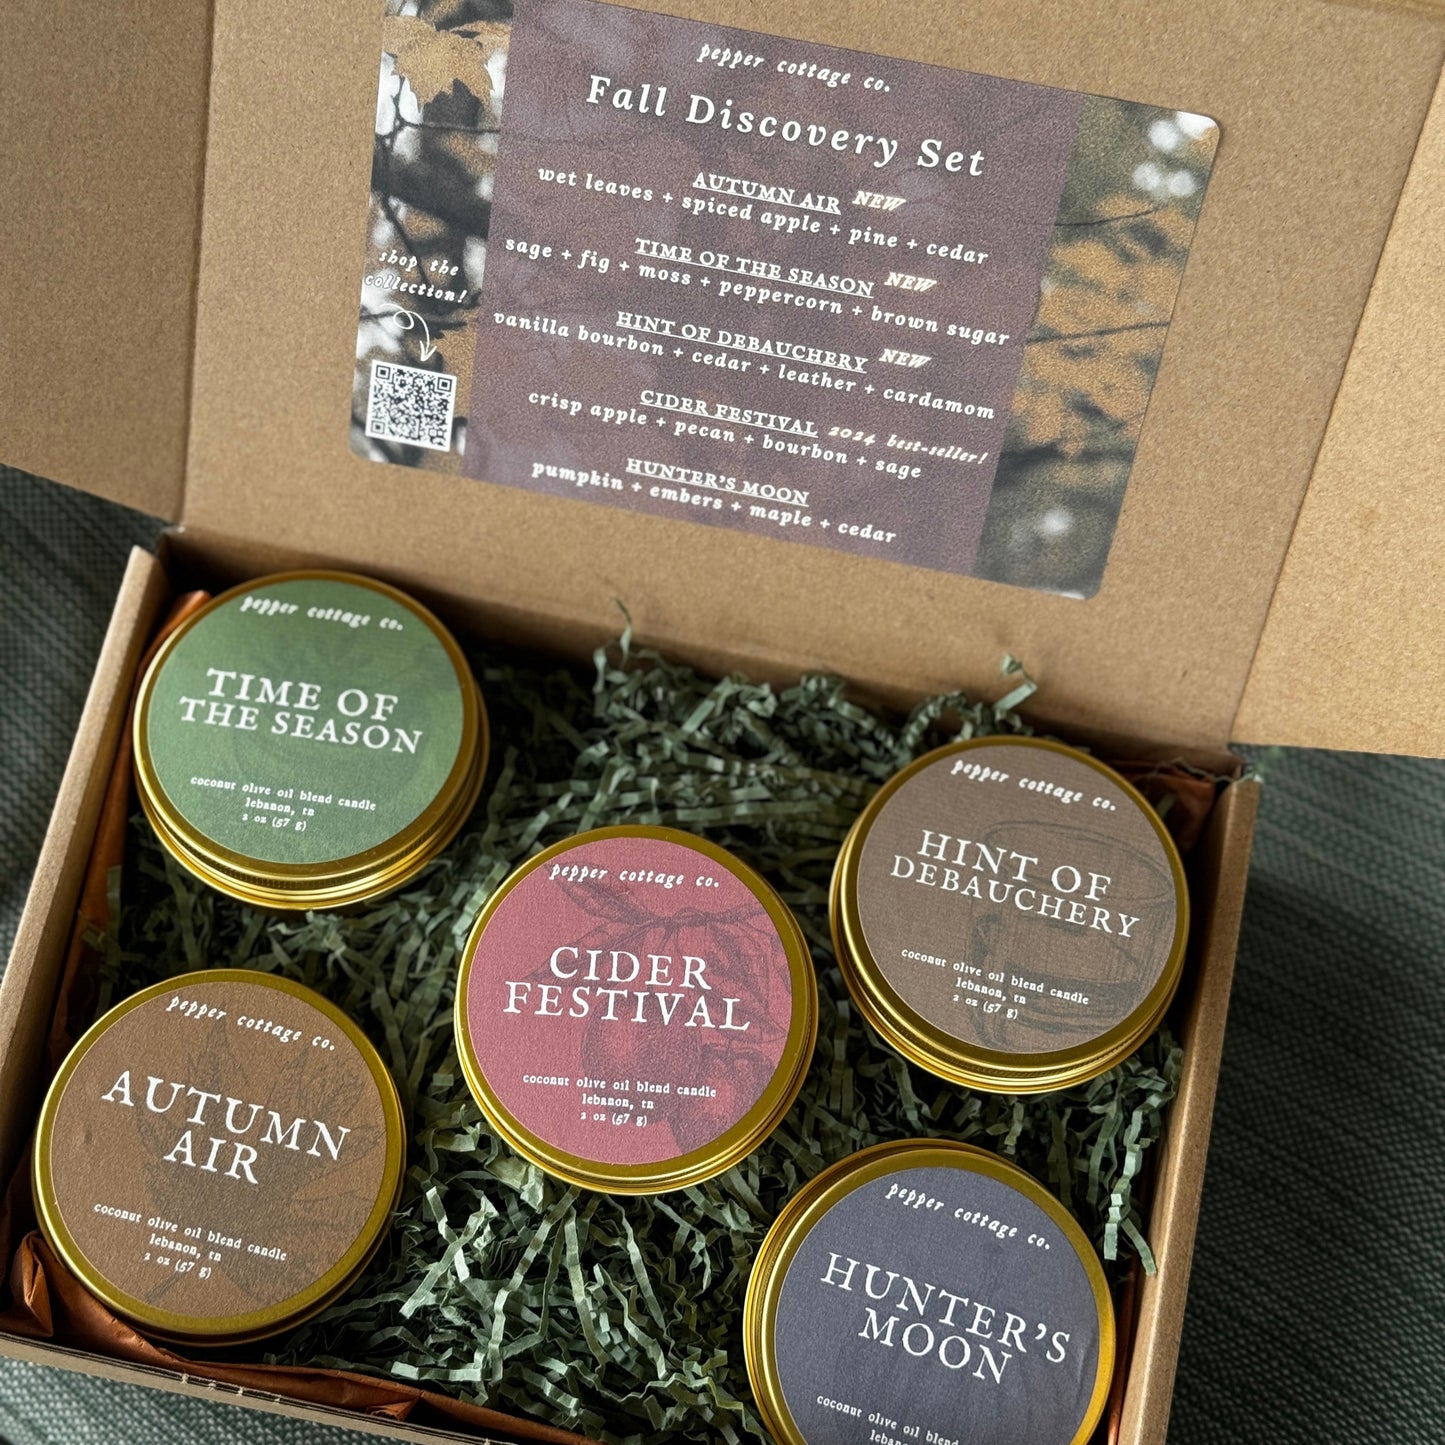 pepper cottage co.
Fall Discovery Set
AUTUMN AIR NEW
wet leaves + spiced apple + pine + cedar
TIME OF THE SEASON NEW
sage + fig + moss + peppercorn + brown sugar
HINT OF DEBAUCHERY NEW
vanilla bourbon + cedar + leather + cardamom
CIDER FESTIVAL 2024 best-seller!
crisp apple + pecan + bourbon + sage
HUNTER'S MOON
pumpkin + embers + maple + cedar
shop the
collection!
pepper cottage co.
TIME OF
THE SEASON
coconut olive oil blend candle
lebanon, tn
2 oz (57 g)
pepper cottage co.
HINT OF
DEBAUCHERY
coconut olive oil blend candle
lebanon, tn
2 oz (57 g)
pepper cottage co.
CIDER
FESTIVAL
coconut olive oil blend candle
lebanon, tn
2 oz (57 g)
pepper cottage co.
AUTUMN
AIR
coconut olive oil blend candle
lebanon, tn
2 oz (57 g)
pepper cottage co.
HUNTER'S
MOON
coconut olive oil blend
lebanon